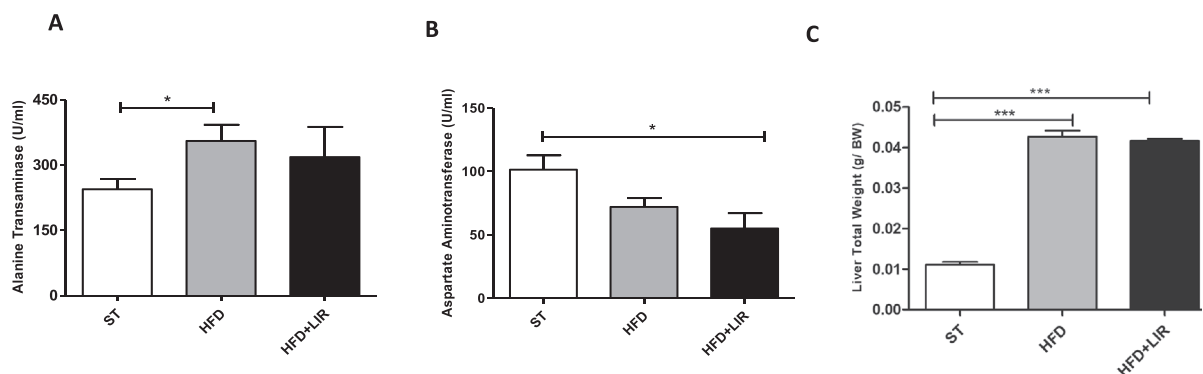 A
Alanine Transaminase (U/ml)
450
300
150
0
*
ST
HFD
HFD+LIR
B
Aspartate Aminotransferase (U/ml)
150
100
50
0
*
ST
HFD
HFD+LIR
C
Liver Total Weight (g/ BW)
0.05
0.04
0.03
0.02
0.01
0.00
***
***
ST
HFD
HFD+LIR